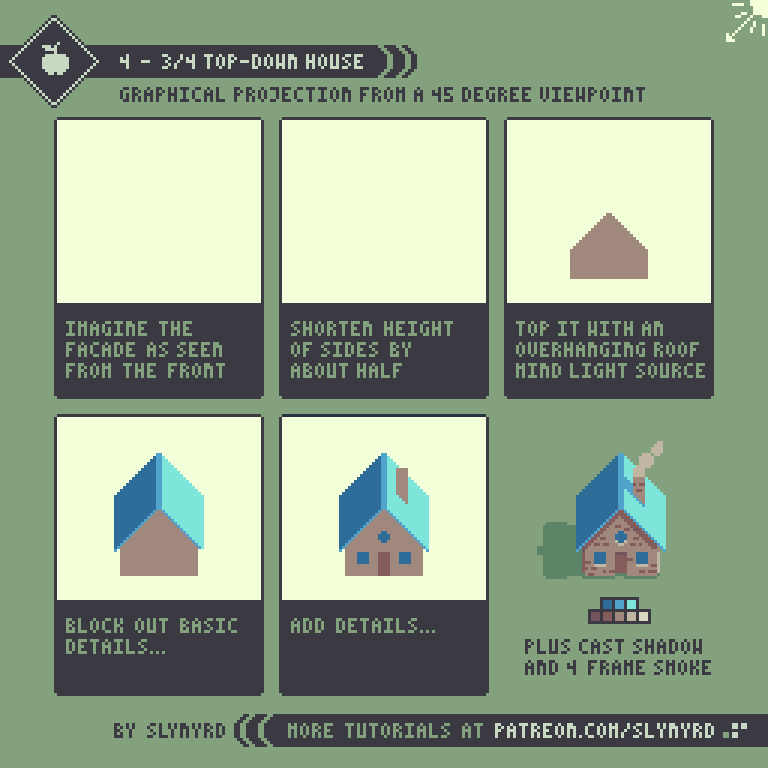 4 - 3/4 TOP-DOWN HOUSE
GRAPHICAL PROJECTION FROM A 45 DEGREE VIEWPOINT
IMAGINE THE
FACADE AS SEEN
FROM THE FRONT
SHORTEN HEIGHT
OF SIDES BY
ABOUT HALF
TOP IT WITH AN
OVERHANGING ROOF
MIND LIGHT SOURCE
BLOCK OUT BASIC
DETAILS...
ADD DETAILS...
PLUS CAST SHADOW
AND 4 FRAME SMOKE
BY SLYNYRD
MORE TUTORIALS AT PATREON.COM/SLYNYRD